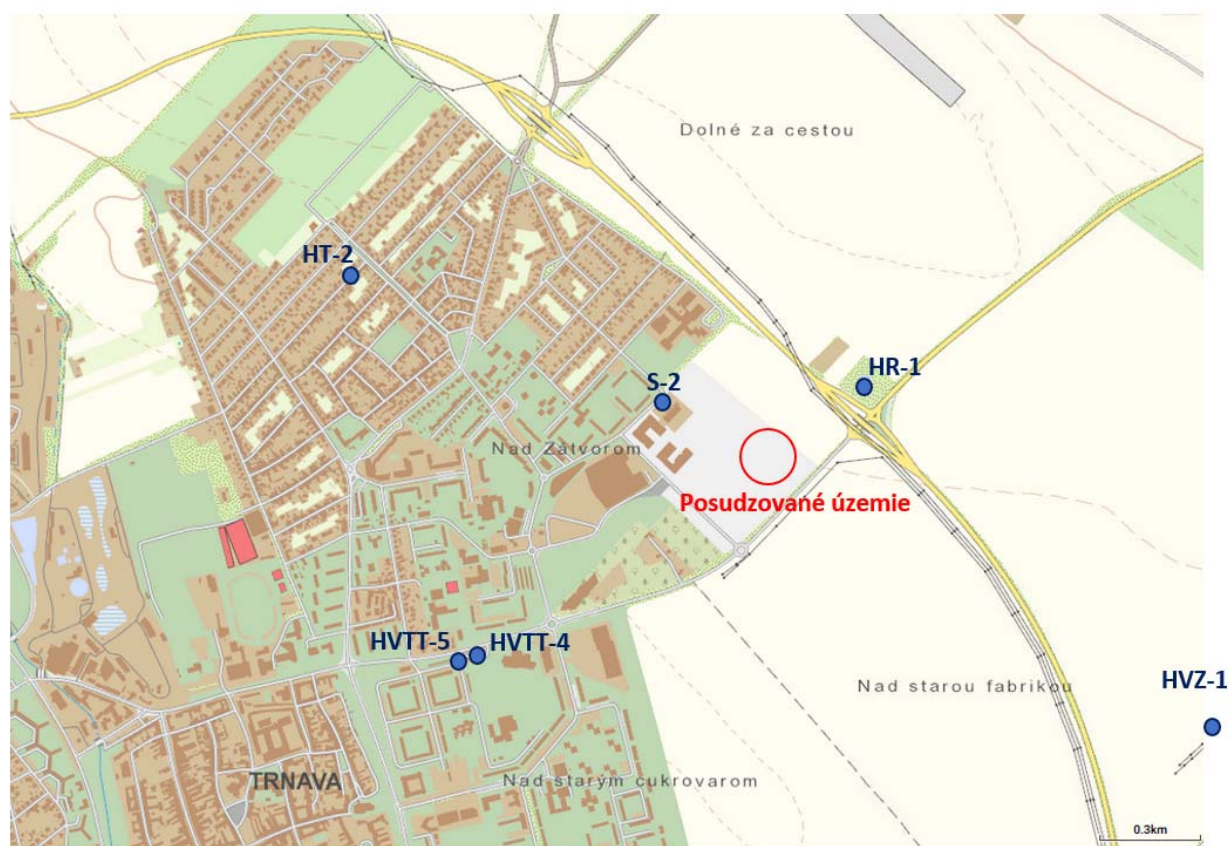 Dolné za cestou
HT-2
HR-1
S-2
Nad Zátvorom
Posudzované územie
HVTT-5
HVTT-4
Nad starou fabrikou
HVZ-1
TRNAVA
Nad starým cukrovarom
0.3km